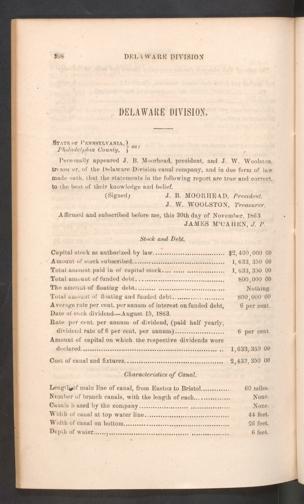 398 DELAWARE DIVISION
DELAWARE DIVISION.
STATE OF PENNSYLVANIA, } ss:
Philadelphia County, }
Personally appeared J. B. Moorhead, president, and J. W. Woolston,
treasurer, of the Delaware Division canal company, and in due form of law
made oath, that the statements in the following report are true and correct,
to the best of their knowledge and belief.
(Signed) J. B. MOORHEAD, President.
J. W. WOOLSTON, Treasurer.
Affirmed and subscribed before me, this 30th day of November, 1863
JAMES M'CAHEN, J. P.
Stock and Debt.
Capital stock as authorized by law $2,400,000 00
Amount of stock subscribed 1,633,350 00
Total amount paid in of capital stock 1,633,350 00
Total amount of funded debt 800,000 00
The amount of floating debt Nothing
Total amount of floating and funded debt 800,000 00
Average rate per cent. per annum of interest on funded debt, 6 per cent.
Date of stock dividend—August 15, 1863.
Rate per cent. per annum of dividend, (paid half yearly,
dividend rate of 6 per cent. per annum) 6 per cent.
Amount of capital on which the respective dividends were
declared 1,633,350 00
Cost of canal and fixtures 2,433,350 00
Characteristics of Canal.
Length of main line of canal, from Easton to Bristol 60 miles.
Number of branch canals, with the length of each None.
Canals leased by the company None.
Width of canal at top water line 44 feet.
Width of canal on bottom 26 feet.
Depth of water 6 feet.